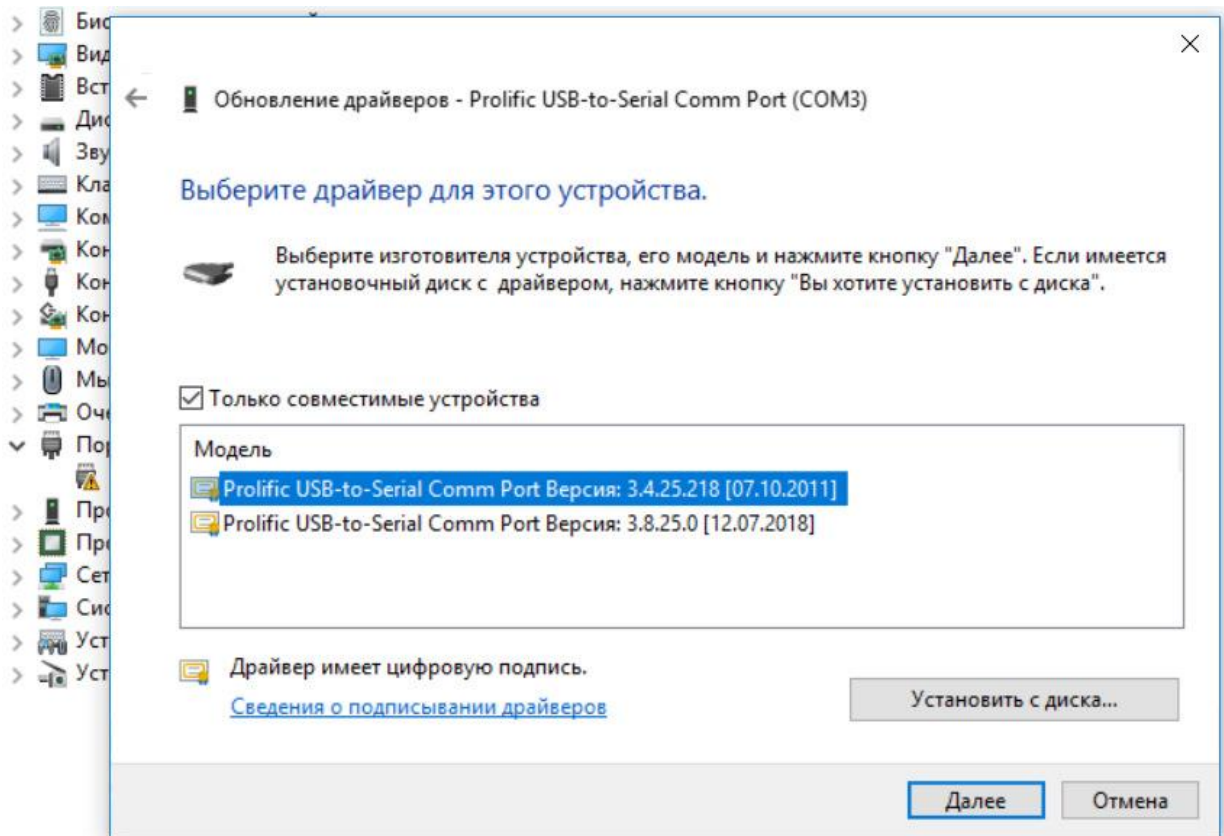 Обновление драйверов - Prolific USB-to-Serial Comm Port (COM3)
Выберите драйвер для этого устройства.
Выберите изготовителя устройства, его модель и нажмите кнопку "Далее". Если имеется
установочный диск с драйвером, нажмите кнопку "Вы хотите установить с диска".
Только совместимые устройства
Модель
Prolific USB-to-Serial Comm Port Версия: 3.4.25.218 [07.10.2011]
Prolific USB-to-Serial Comm Port Версия: 3.8.25.0 [12.07.2018]
Драйвер имеет цифровую подпись.
Сведения о подписывании драйверов
Установить с диска...
Далее
Отмена